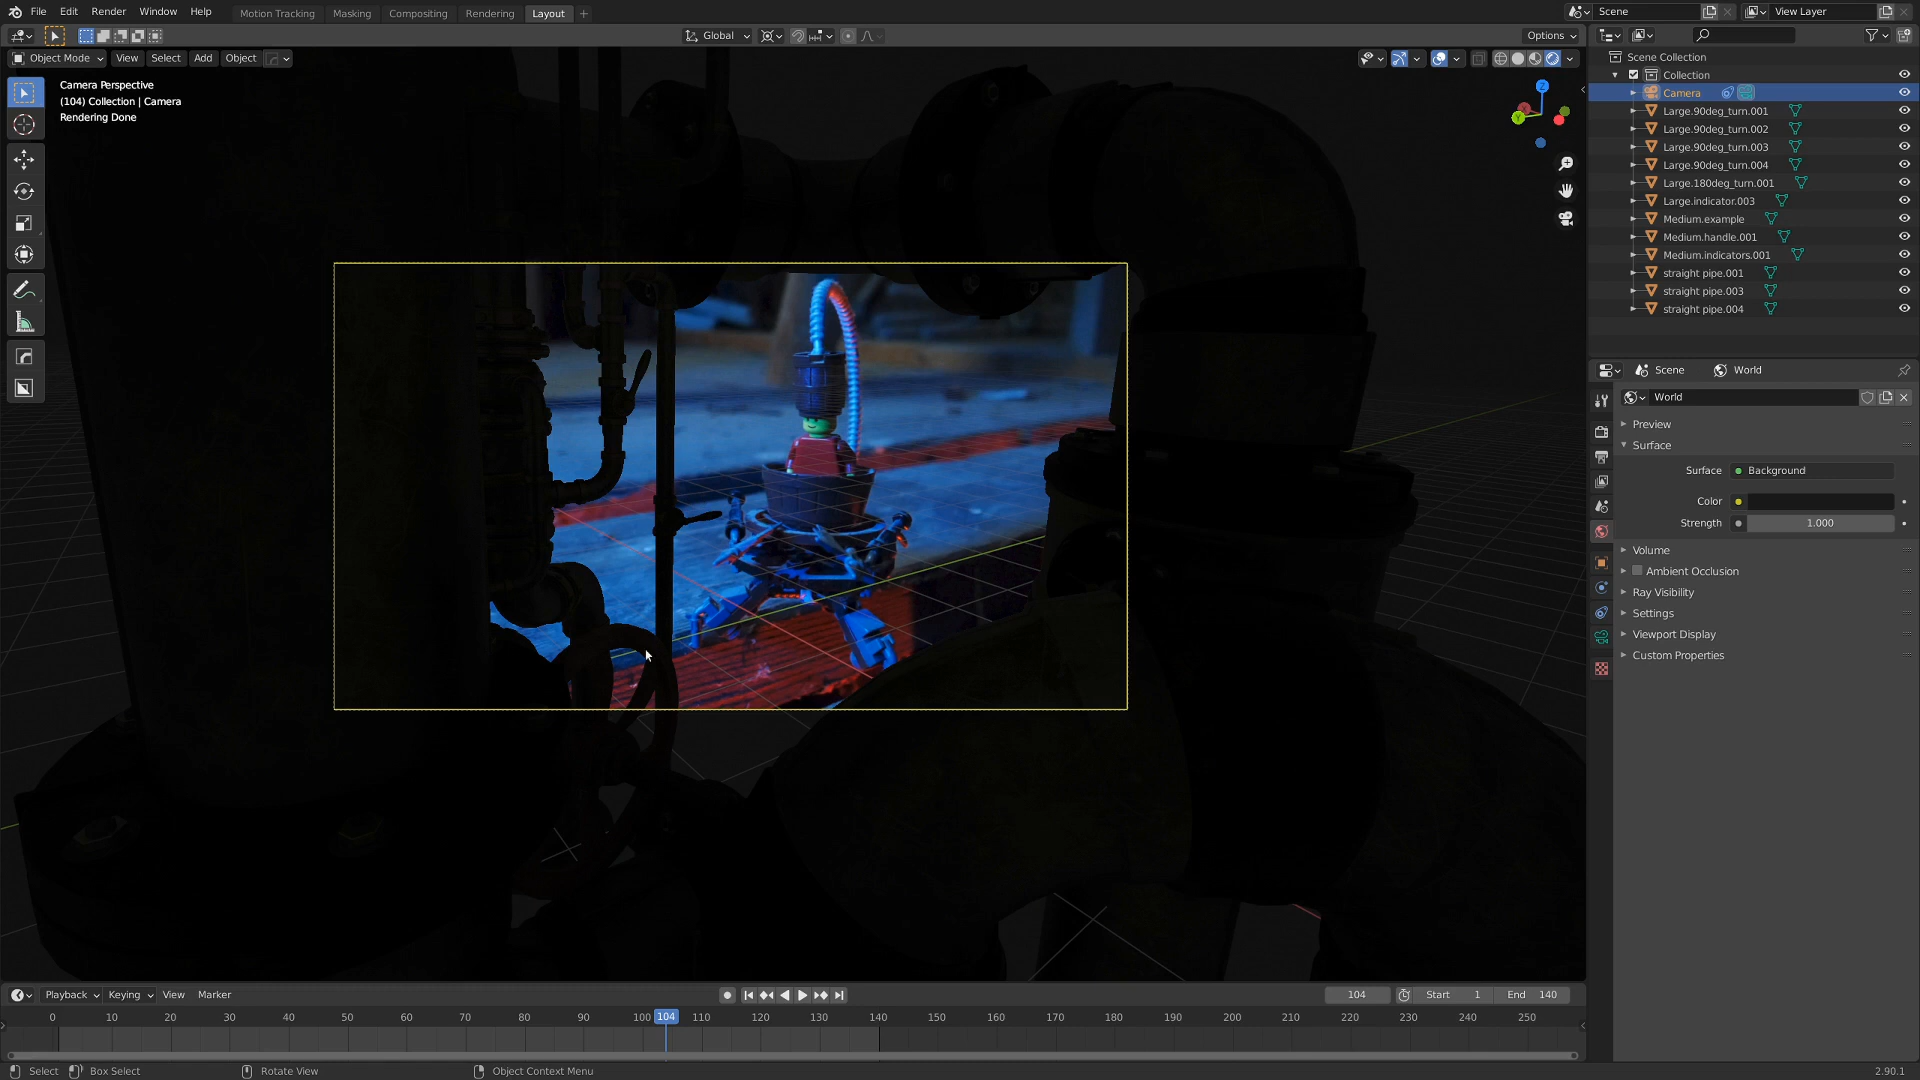 File Edit Render Window Help
Motion Tracking Masking Compositing Rendering Layout +
Scene
View Layer
Global
Options
Object Mode View Select Add Object
Camera Perspective
(104) Collection | Camera
Rendering Done
Z
Y
Scene Collection
Collection
Camera
Large.90deg_turn.001
Large.90deg_turn.002
Large.90deg_turn.003
Large.90deg_turn.004
Large.180deg_turn.001
Large.indicator.003
Medium.example
Medium.handle.001
Medium.indicators.001
straight pipe.001
straight pipe.003
straight pipe.004
Scene World
World
Preview
Surface
Surface Background
Color
Strength 1.000
Volume
Ambient Occlusion
Ray Visibility
Settings
Viewport Display
Custom Properties
Playback Keying View Marker
104 Start 1 End 140
0 10 20 30 40 50 60 70 80 90 100 104 110 120 130 140 150 160 170 180 190 200 210 220 230 240 250
Select Box Select Rotate View Object Context Menu 2.90.1